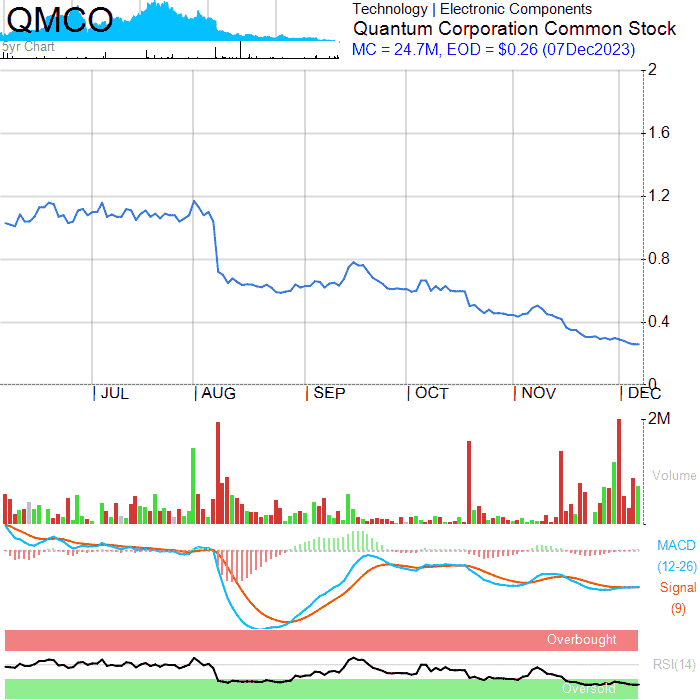 QMCO
5yr Chart
Technology | Electronic Components
Quantum Corporation Common Stock
MC = 24.7M, EOD = $0.26 (07Dec2023)
2
1.6
1.2
0.8
0.4
0
JUL AUG SEP OCT NOV DEC
2M
Volume
MACD
(12-26)
Signal
(9)
Overbought
RSI(14)
Oversold